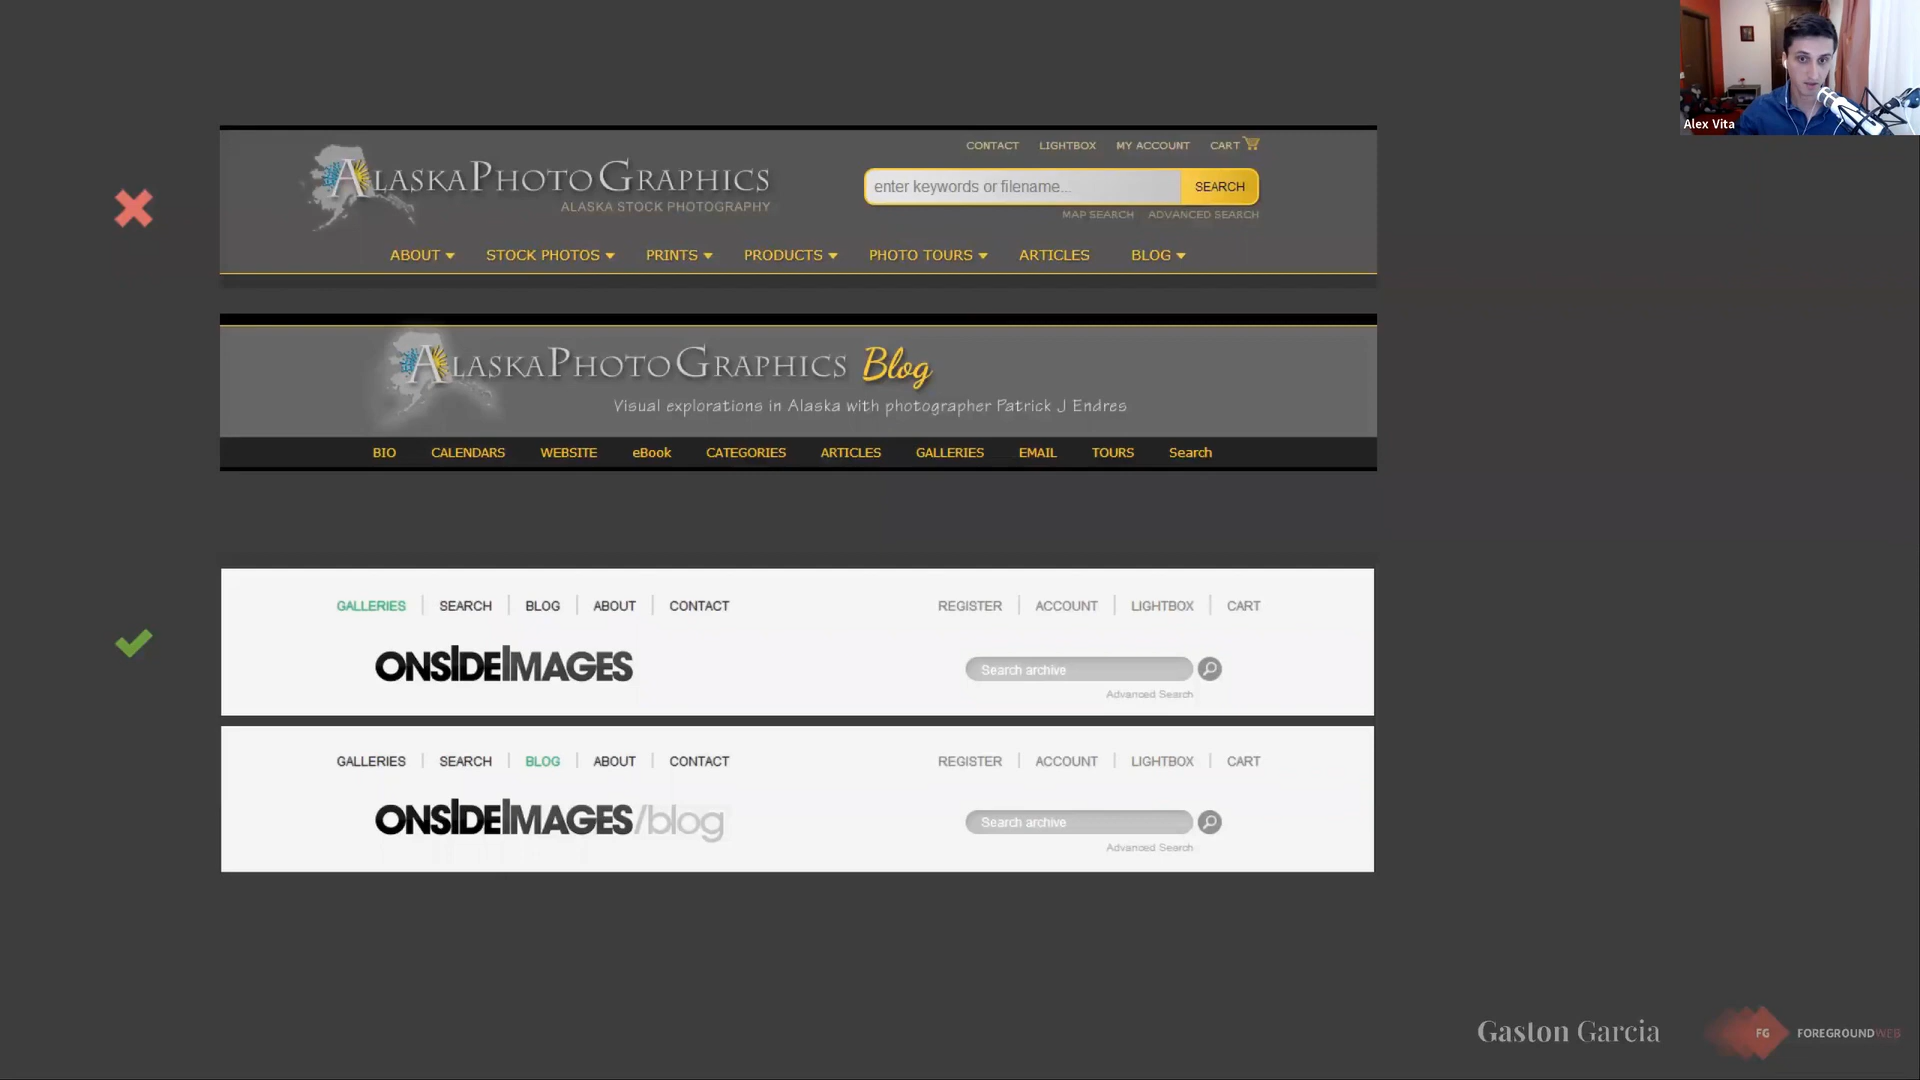 Alex Vita
CONTACT LIGHTBOX MY ACCOUNT CART
ALASKAPHOTOGRAPHICS
ALASKA STOCK PHOTOGRAPHY
enter keywords or filename... SEARCH
MAP SEARCH ADVANCED SEARCH
ABOUT STOCK PHOTOS PRINTS PRODUCTS PHOTO TOURS ARTICLES BLOG
ALASKAPHOTOGRAPHICS Blog
Visual explorations in Alaska with photographer Patrick J Endres
BIO CALENDARS WEBSITE eBook CATEGORIES ARTICLES GALLERIES EMAIL TOURS Search
GALLERIES SEARCH BLOG ABOUT CONTACT REGISTER ACCOUNT LIGHTBOX CART
ONSIDEIMAGES
Search archive
Advanced Search
GALLERIES SEARCH BLOG ABOUT CONTACT REGISTER ACCOUNT LIGHTBOX CART
ONSIDEIMAGES/blog
Search archive
Advanced Search
Gaston Garcia
FG FOREGROUNDWEB